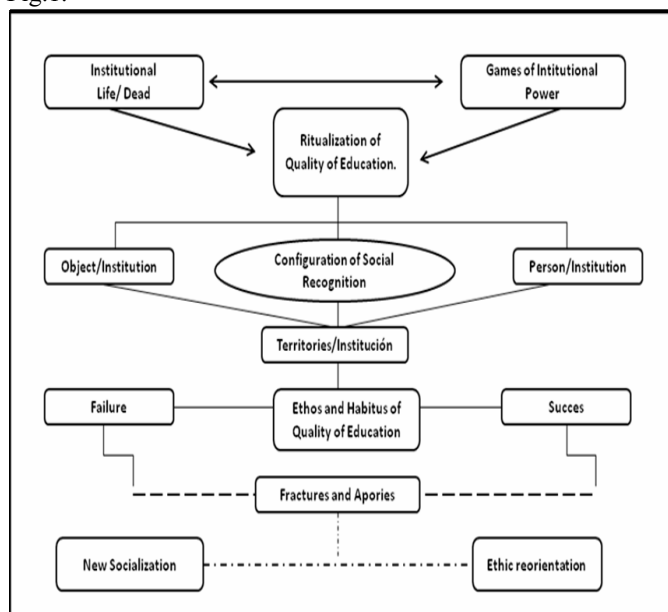 Fig.1.
Institutional
Life/ Dead
Games of Intitutional
Power
Ritualization of
Quality of Education.
Object/Institution
Configuration of Social
Recognition
Person/Institution
Territories/Institución
Failure
Ethos and Habitus of
Quality of Education
Succes
Fractures and Apories
New Socialization
Ethic reorientation